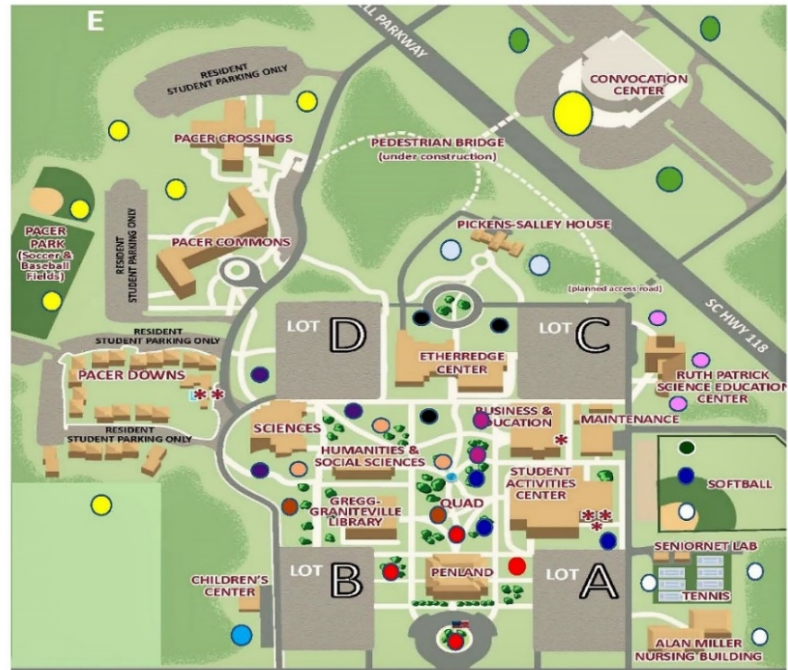 E
LL PARKWAY
RESIDENT
STUDENT PARKING ONLY
CONVOCATION
CENTER
PACER CROSSINGS
PEDESTRIAN BRIDGE
(under construction)
PICKENS-SALLEY HOUSE
RESIDENT
STUDENT PARKING ONLY
PACER COMMONS
PACER
PARK
(Soccer &
Baseball
Fields)
(planned access road)
SC HWY 118
RESIDENT
STUDENT PARKING ONLY
LOT D
LOT C
ETHERREDGE
CENTER
RUTH PATRICK
SCIENCE EDUCATION
CENTER
PACER DOWNS
* *
RESIDENT
STUDENT PARKING ONLY
SCIENCES
BUSINESS &
DUCATION
*
MAINTENANCE
HUMANITIES &
SOCIAL SCIENCES
STUDENT
ACTIVITIES
CENTER
* *
*
SOFTBALL
GREGG-
GRANITEVILLE
LIBRARY
QUAD
SENIORNET LAB
LOT B
PENLAND
LOT A
CHILDREN'S
CENTER
TENNIS
ALAN MILLER
NURSING BUILDING